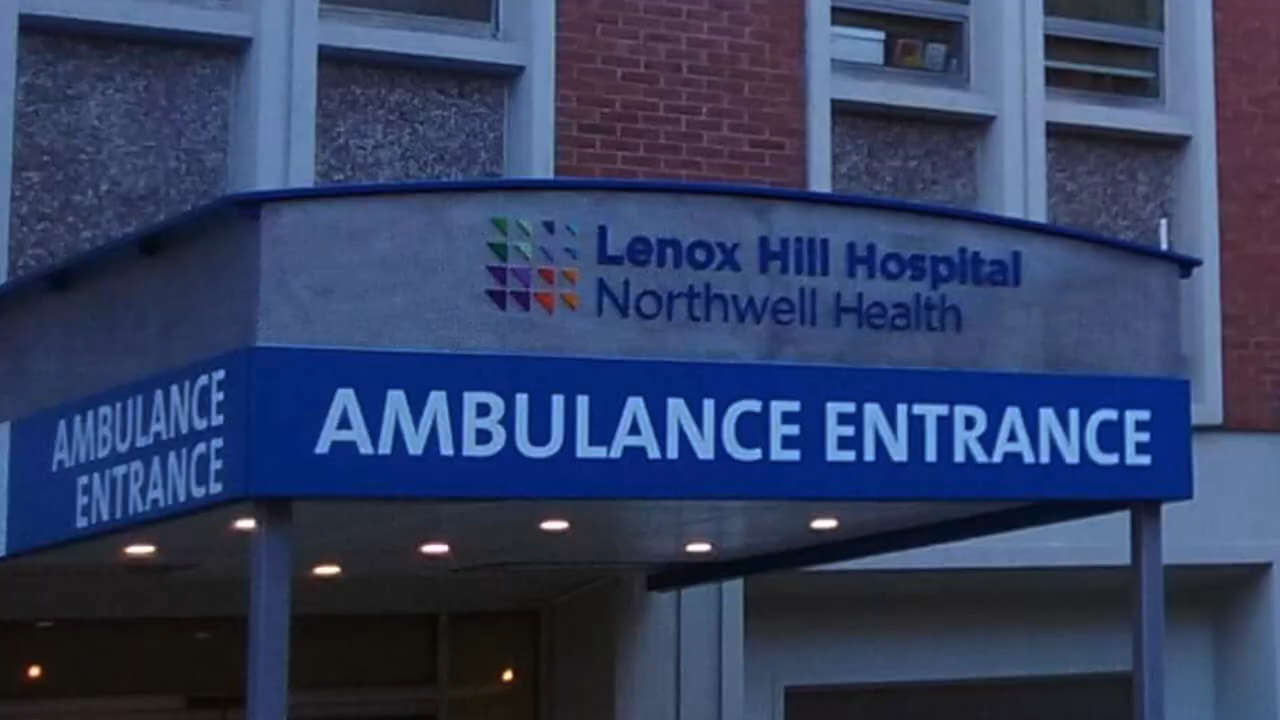 Lenox Hill Hospital
Northwell Health
AMBULANCE
ENTRANCE
AMBULANCE ENTRANCE